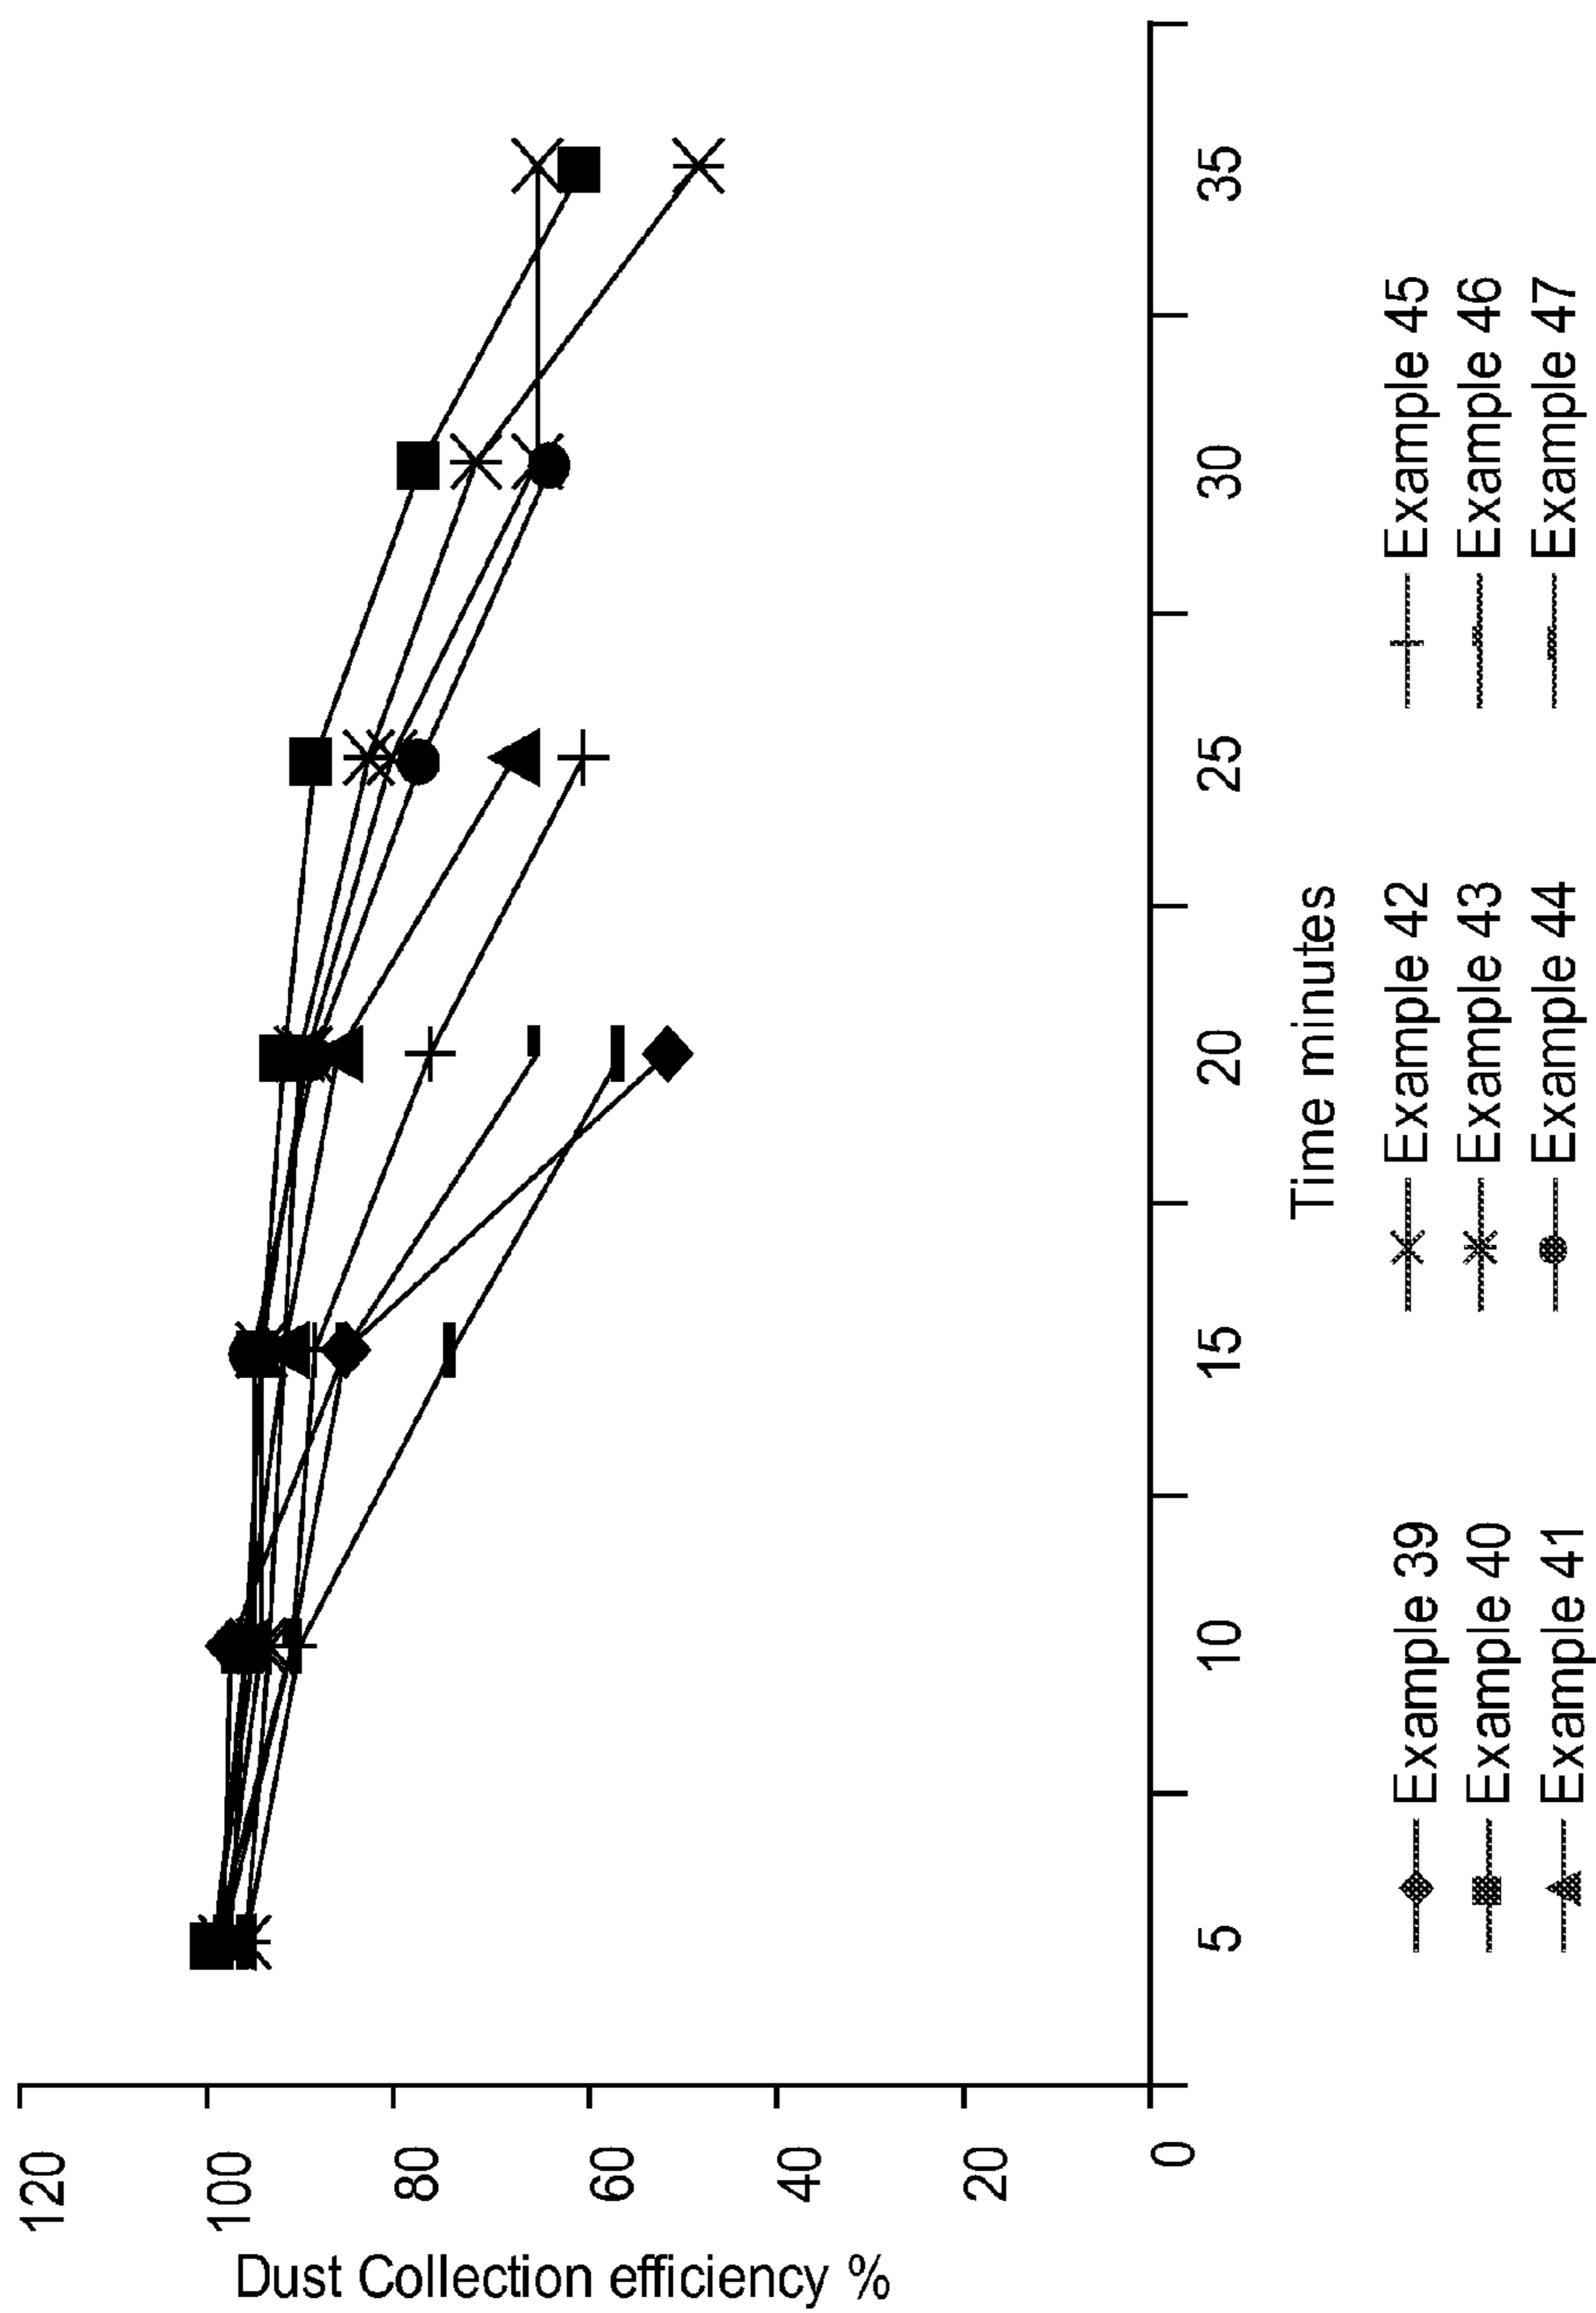 Dust Collection efficiency %
120
100
80
60
40
20
0
5 10 15 20 25 30 35
Time minutes
Example 39 Example 42 Example 45
Example 40 Example 43 Example 46
Example 41 Example 44 Example 47